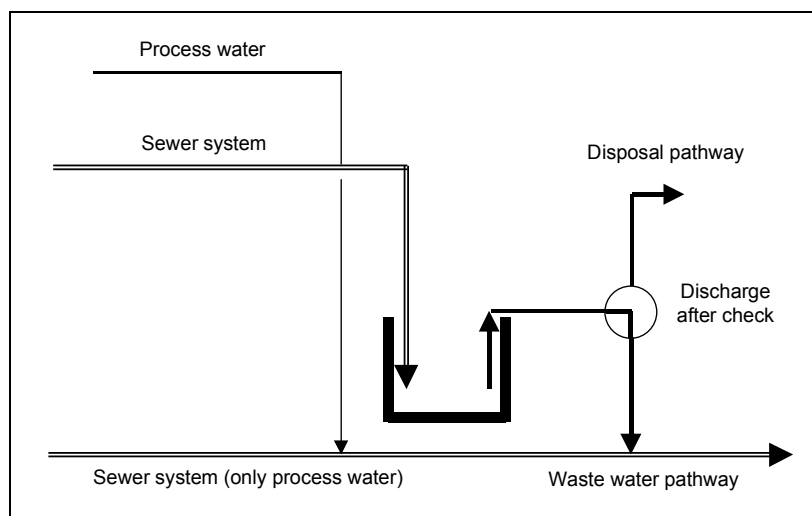 Process water
Sewer system
Disposal pathway
Discharge
after check
Sewer system (only process water)
Waste water pathway